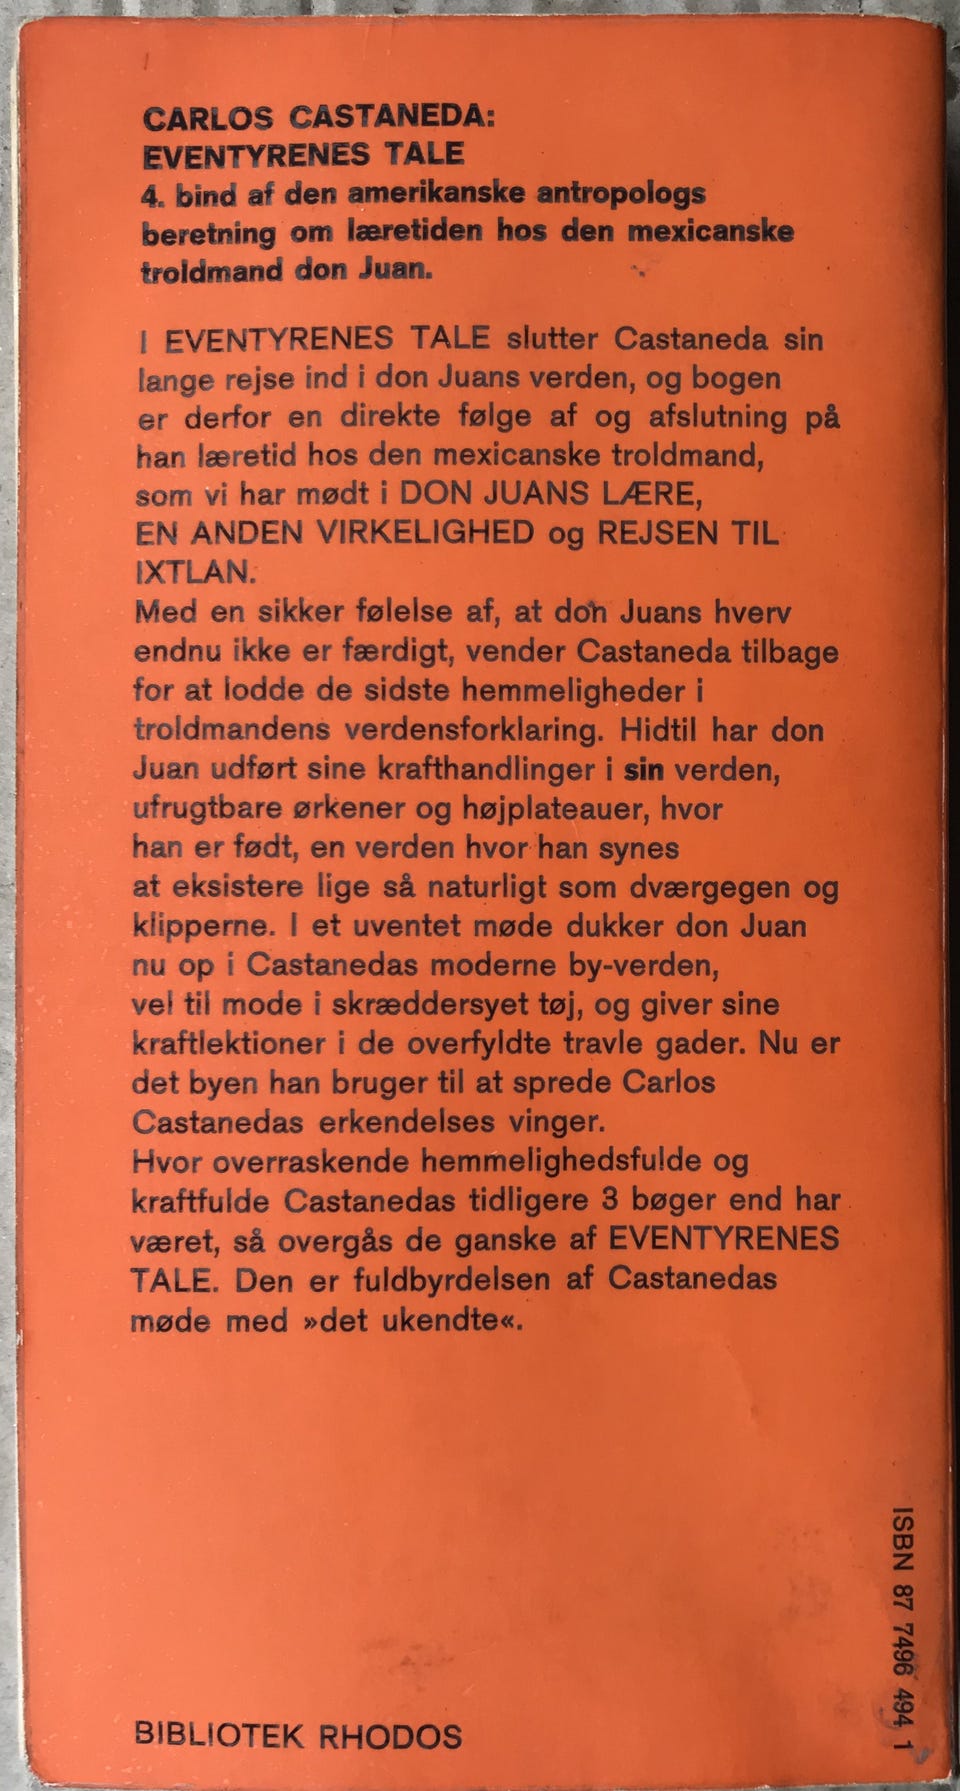 CARLOS CASTANEDA:
EVENTYRENES TALE
4. bind af den amerikanske antropologs
beretning om læretiden hos den mexicanske
troldmand don Juan.
I EVENTYRENES TALE slutter Castaneda sin
lange rejse ind i don Juans verden, og bogen
er derfor en direkte følge af og afslutning på
han læretid hos den mexicanske troldmand,
som vi har mødt i DON JUANS LÆRE,
EN ANDEN VIRKELIGHED og REJSEN TIL
IXTLAN.
Med en sikker følelse af, at don Juans hverv
endnu ikke er færdigt, vender Castaneda tilbage
for at lodde de sidste hemmeligheder i
troldmandens verdensforklaring. Hidtil har don
Juan udført sine krafthandlinger i sin verden,
ufrugtbare ørkener og højplateauer, hvor
han er født, en verden hvor han synes
at eksistere lige så naturligt som dværgegen og
klipperne. I et uventet møde dukker don Juan
nu op i Castanedas moderne by-verden,
vel til mode i skræddersyet tøj, og giver sine
kraftlektioner i de overfyldte travle gader. Nu er
det byen han bruger til at sprede Carlos
Castanedas erkendelses vinger.
Hvor overraskende hemmelighedsfulde og
kraftfulde Castanedas tidligere 3 bøger end har
været, så overgås de ganske af EVENTYRENES
TALE. Den er fuldbyrdelsen af Castanedas
møde med »det ukendte«.
BIBLIOTEK RHODOS
ISBN 87 7496 494 1